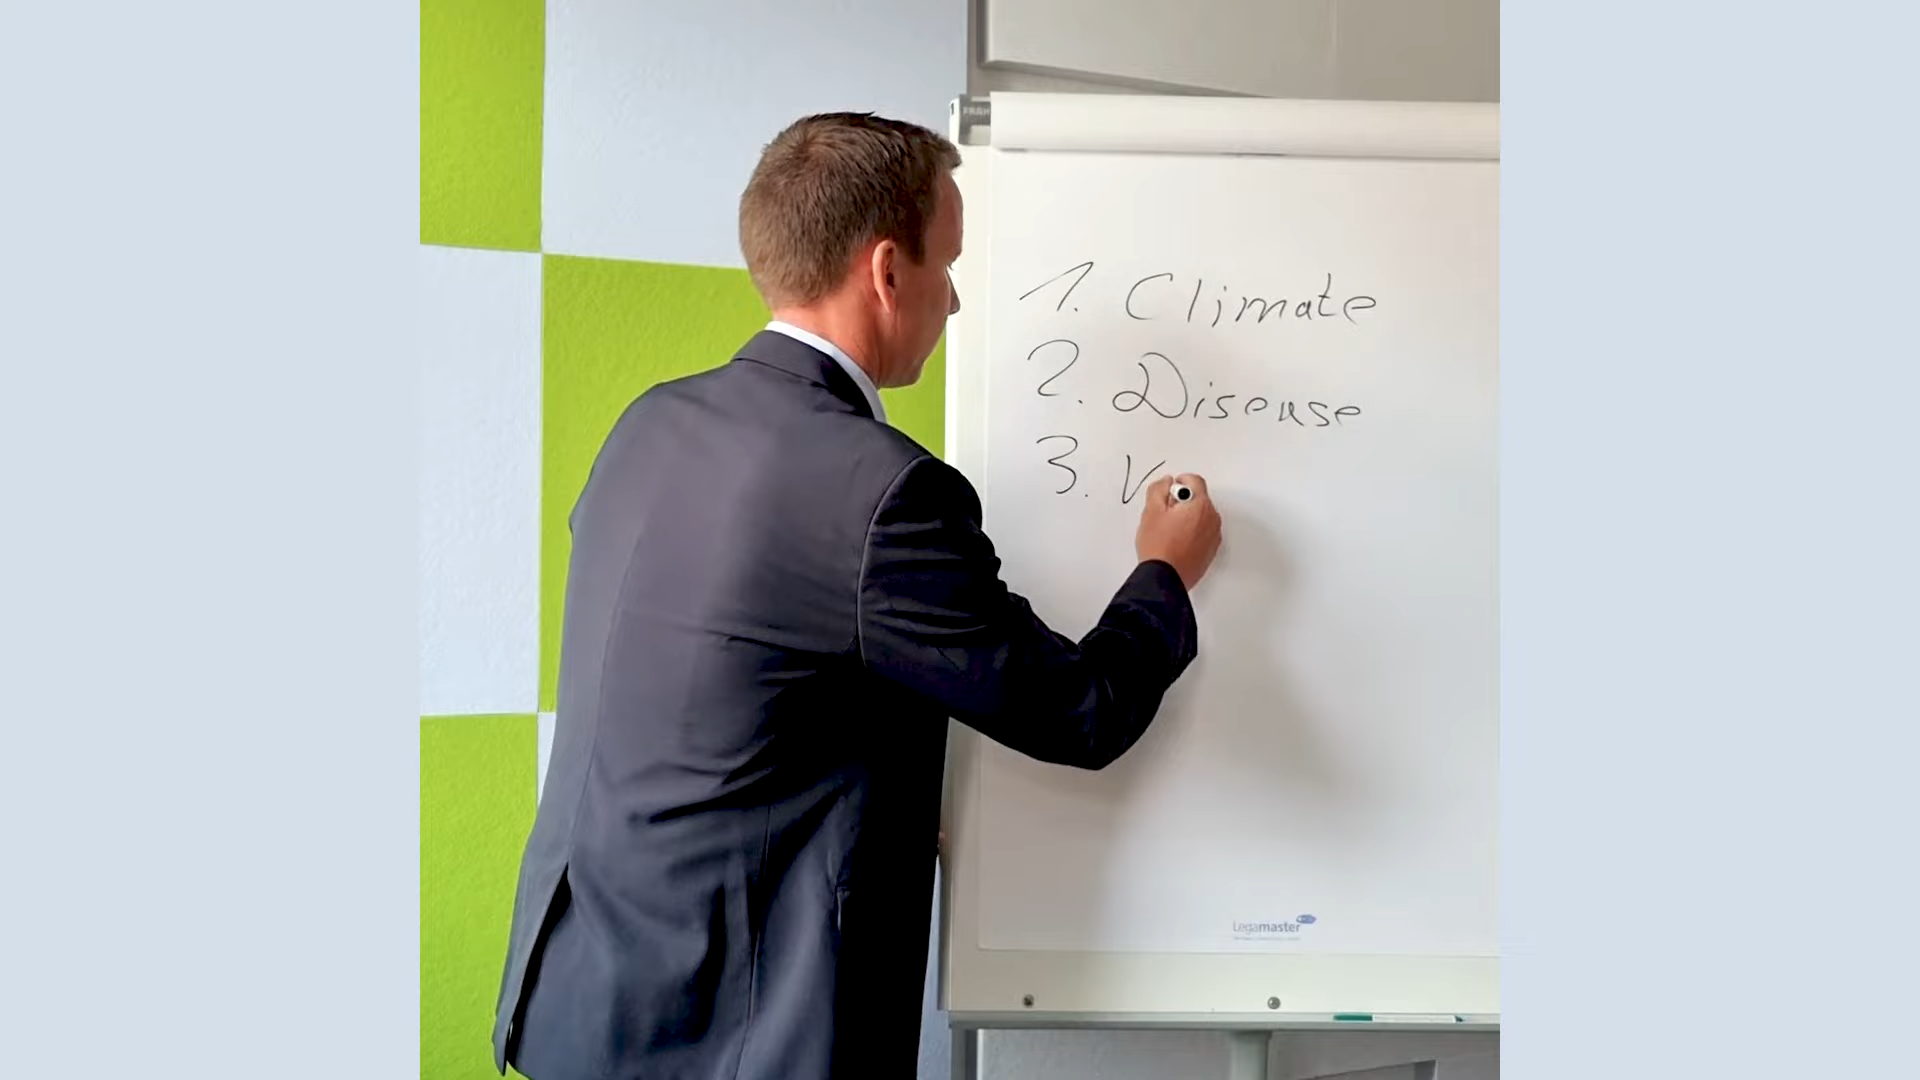 1. Climate
2. Disease
3. V
Legamaster